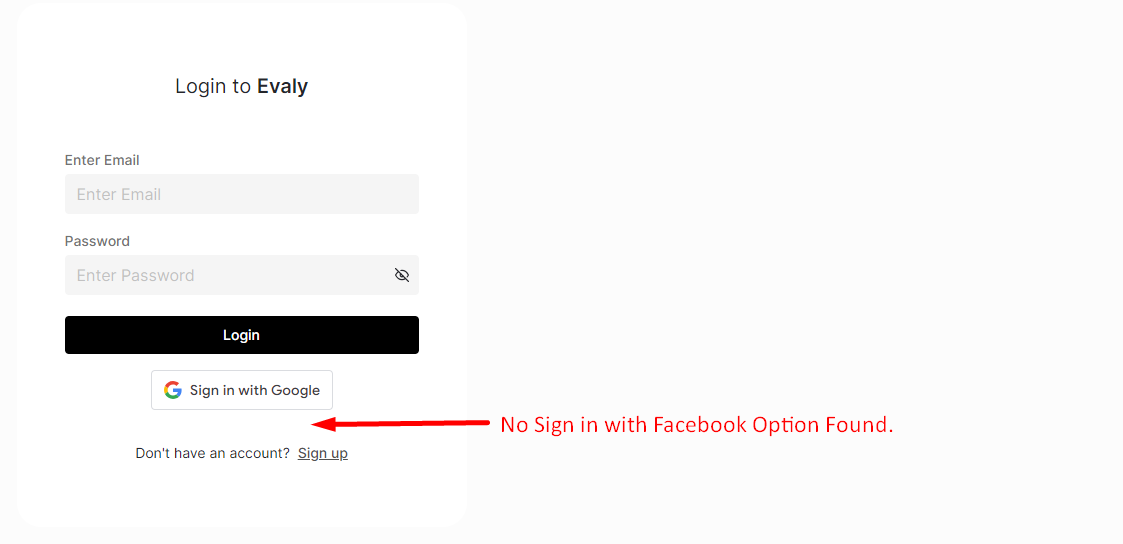 Login to Evaly
Enter Email
Enter Email
Password
Enter Password
Login
Sign in with Google
No Sign in with Facebook Option Found.
Don't have an account? Sign up